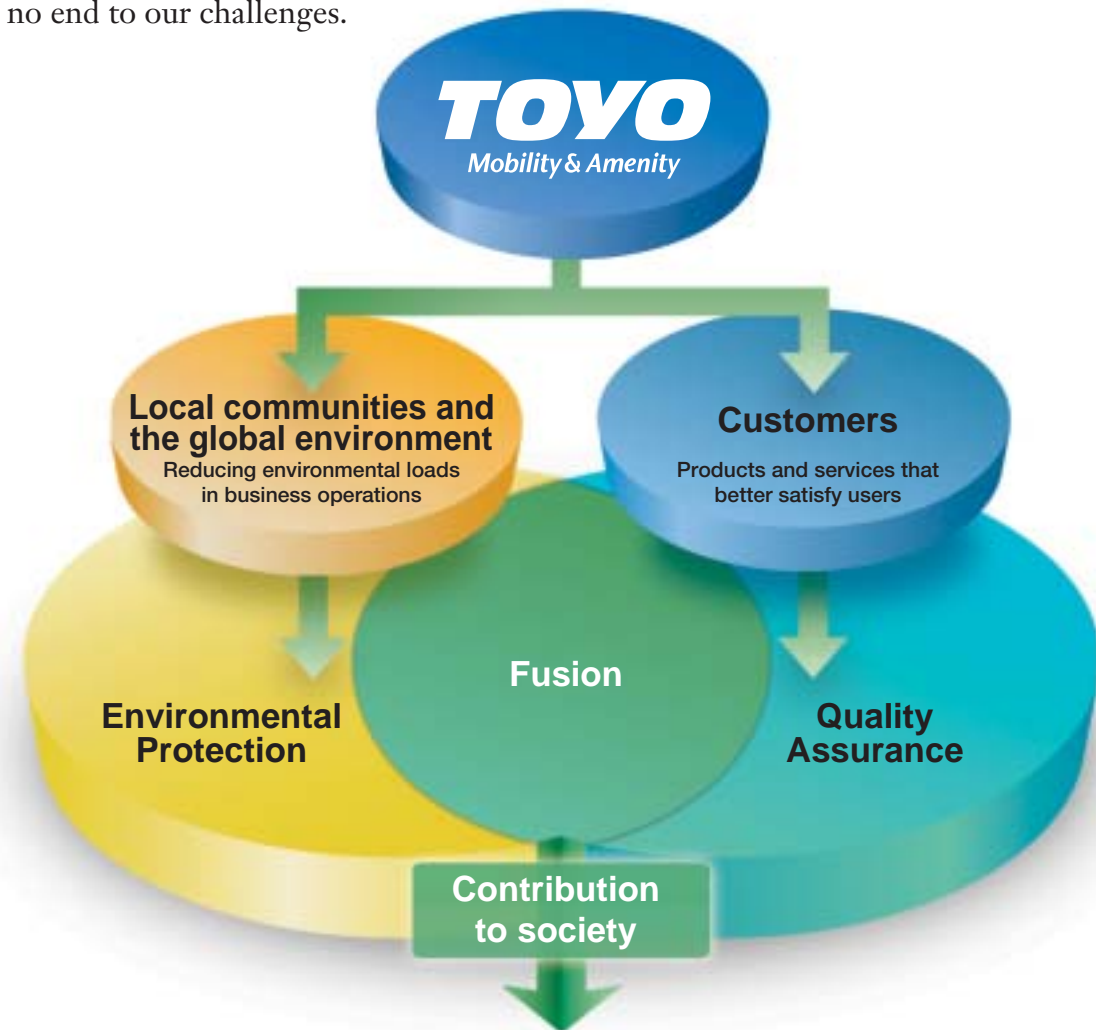 no end to our challenges.
TOYO
Mobility & Amenity
Local communities and
the global environment
Reducing environmental loads
in business operations
Customers
Products and services that
better satisfy users
Fusion
Environmental
Protection
Quality
Assurance
Contribution
to society